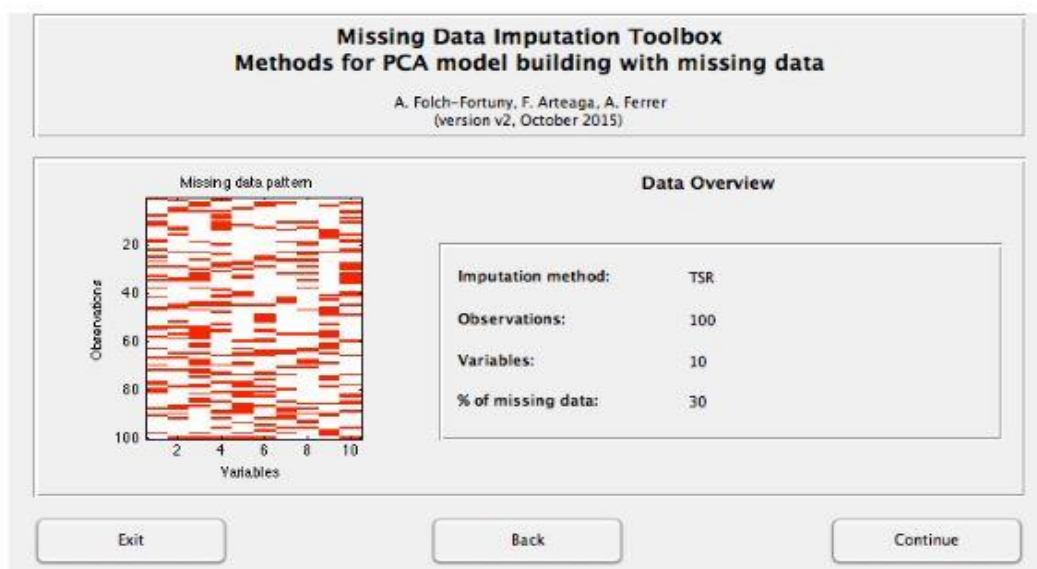 Missing Data Imputation Toolbox
Methods for PCA model building with missing data
A. Folch-Fortuny, F. Arteaga, A. Ferrer
(version v2, October 2015)
Missing data pattern
20
40
60
80
100
Observations
2 4 6 8 10
Variables
Data Overview
Imputation method: TSR
Observations: 100
Variables: 10
% of missing data: 30
Exit
Back
Continue